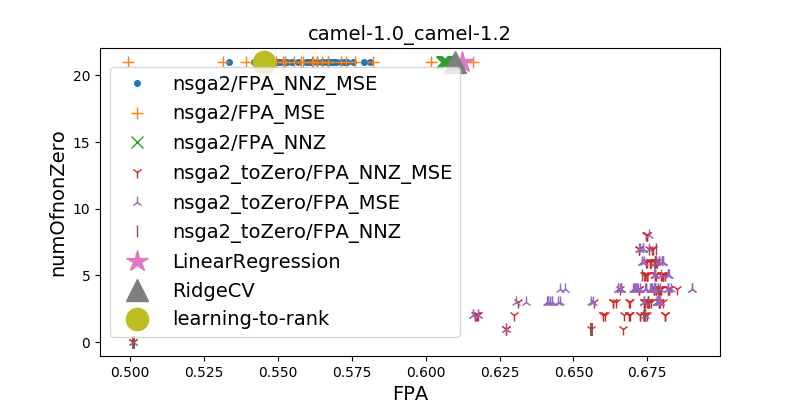 camel-1.0_camel-1.2
numOfnonZero
20
15
10
5
0
nsga2/FPA_NNZ_MSE
nsga2/FPA_MSE
nsga2/FPA_NNZ
nsga2_toZero/FPA_NNZ_MSE
nsga2_toZero/FPA_MSE
nsga2_toZero/FPA_NNZ
LinearRegression
RidgeCV
learning-to-rank
0.500 0.525 0.550 0.575 0.600 0.625 0.650 0.675
FPA